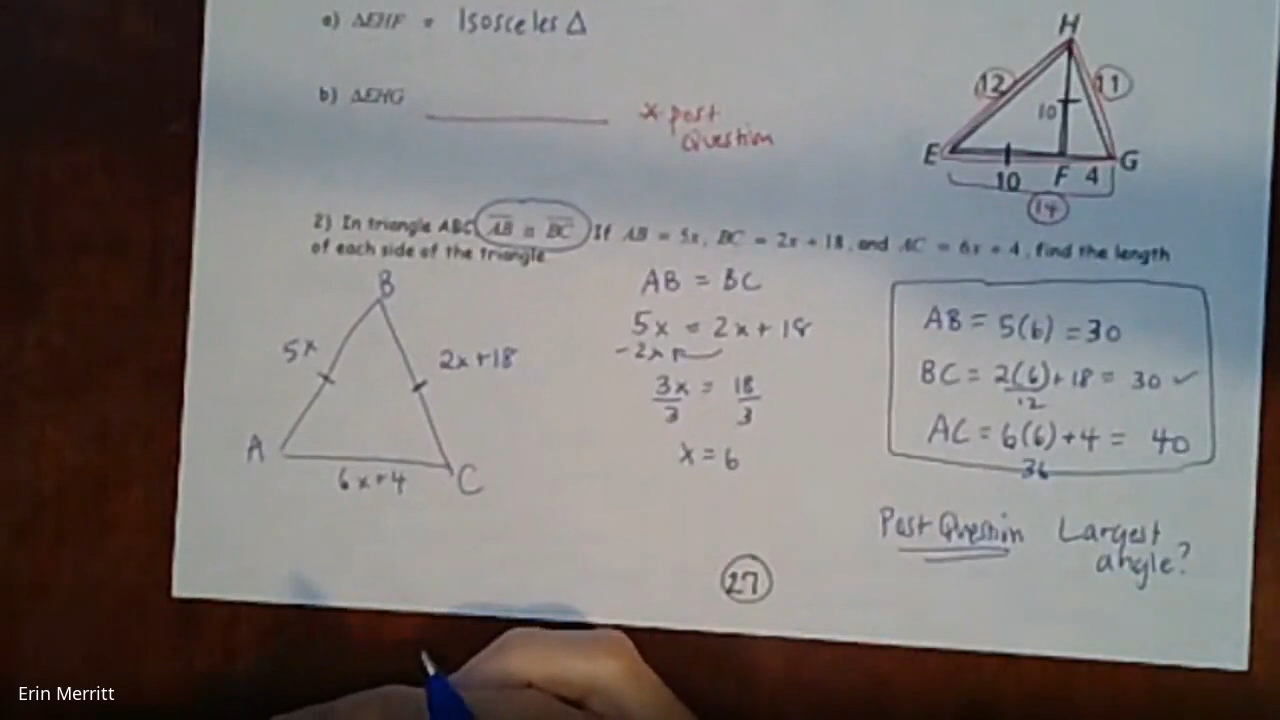 a) ΔEHF = Isosceles Δ
b) ΔEHG
* post
Question
H
12
11
10
E
10
F
4
G
14
2) In triangle ABC, AB ≅ BC. If AB = 5x, BC = 2x + 18, and AC = 6x + 4, find the length
of each side of the triangle
B
5x
2x+18
A
6x+4
C
AB = BC
5x = 2x+18
-2x
3x = 18
3 3
x = 6
AB = 5(6) = 30
BC = 2(6)+18 = 30 ✓
12
AC = 6(6)+4 = 40
36
Post Question Largest
angle?
27
Erin Merritt